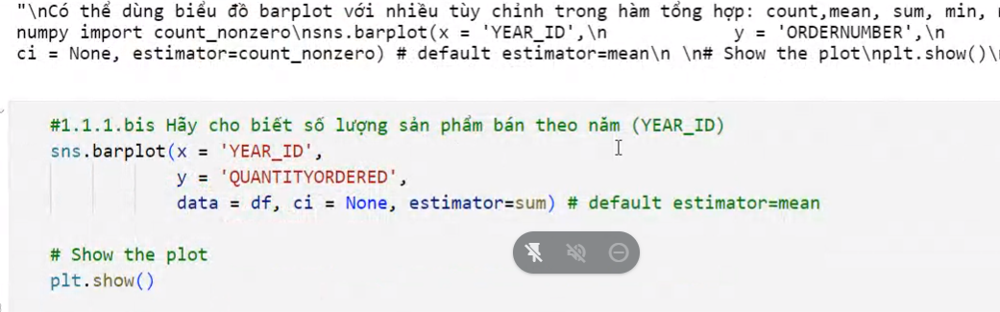 "\nCó thể dùng biểu đồ barplot với nhiều tùy chỉnh trong hàm tổng hợp: count,mean, sum, min,
numpy import count_nonzero\nsns.barplot(x = 'YEAR_ID',\n            y = 'ORDERNUMBER',\n
ci = None, estimator=count_nonzero) # default estimator=mean\n \n# Show the plot\nplt.show()\
#1.1.1.bis Hãy cho biết số lượng sản phẩm bán theo năm (YEAR_ID)
sns.barplot(x = 'YEAR_ID',
            y = 'QUANTITYORDERED',
            data = df, ci = None, estimator=sum) # default estimator=mean
# Show the plot
plt.show()